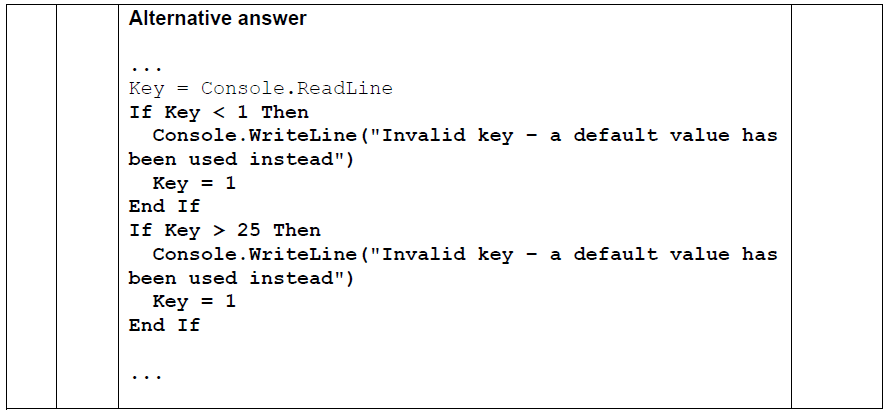 Alternative answer
...
Key = Console.ReadLine
If Key < 1 Then
  Console.WriteLine("Invalid key – a default value has
been used instead")
  Key = 1
End If
If Key > 25 Then
  Console.WriteLine("Invalid key – a default value has
been used instead")
  Key = 1
End If
...